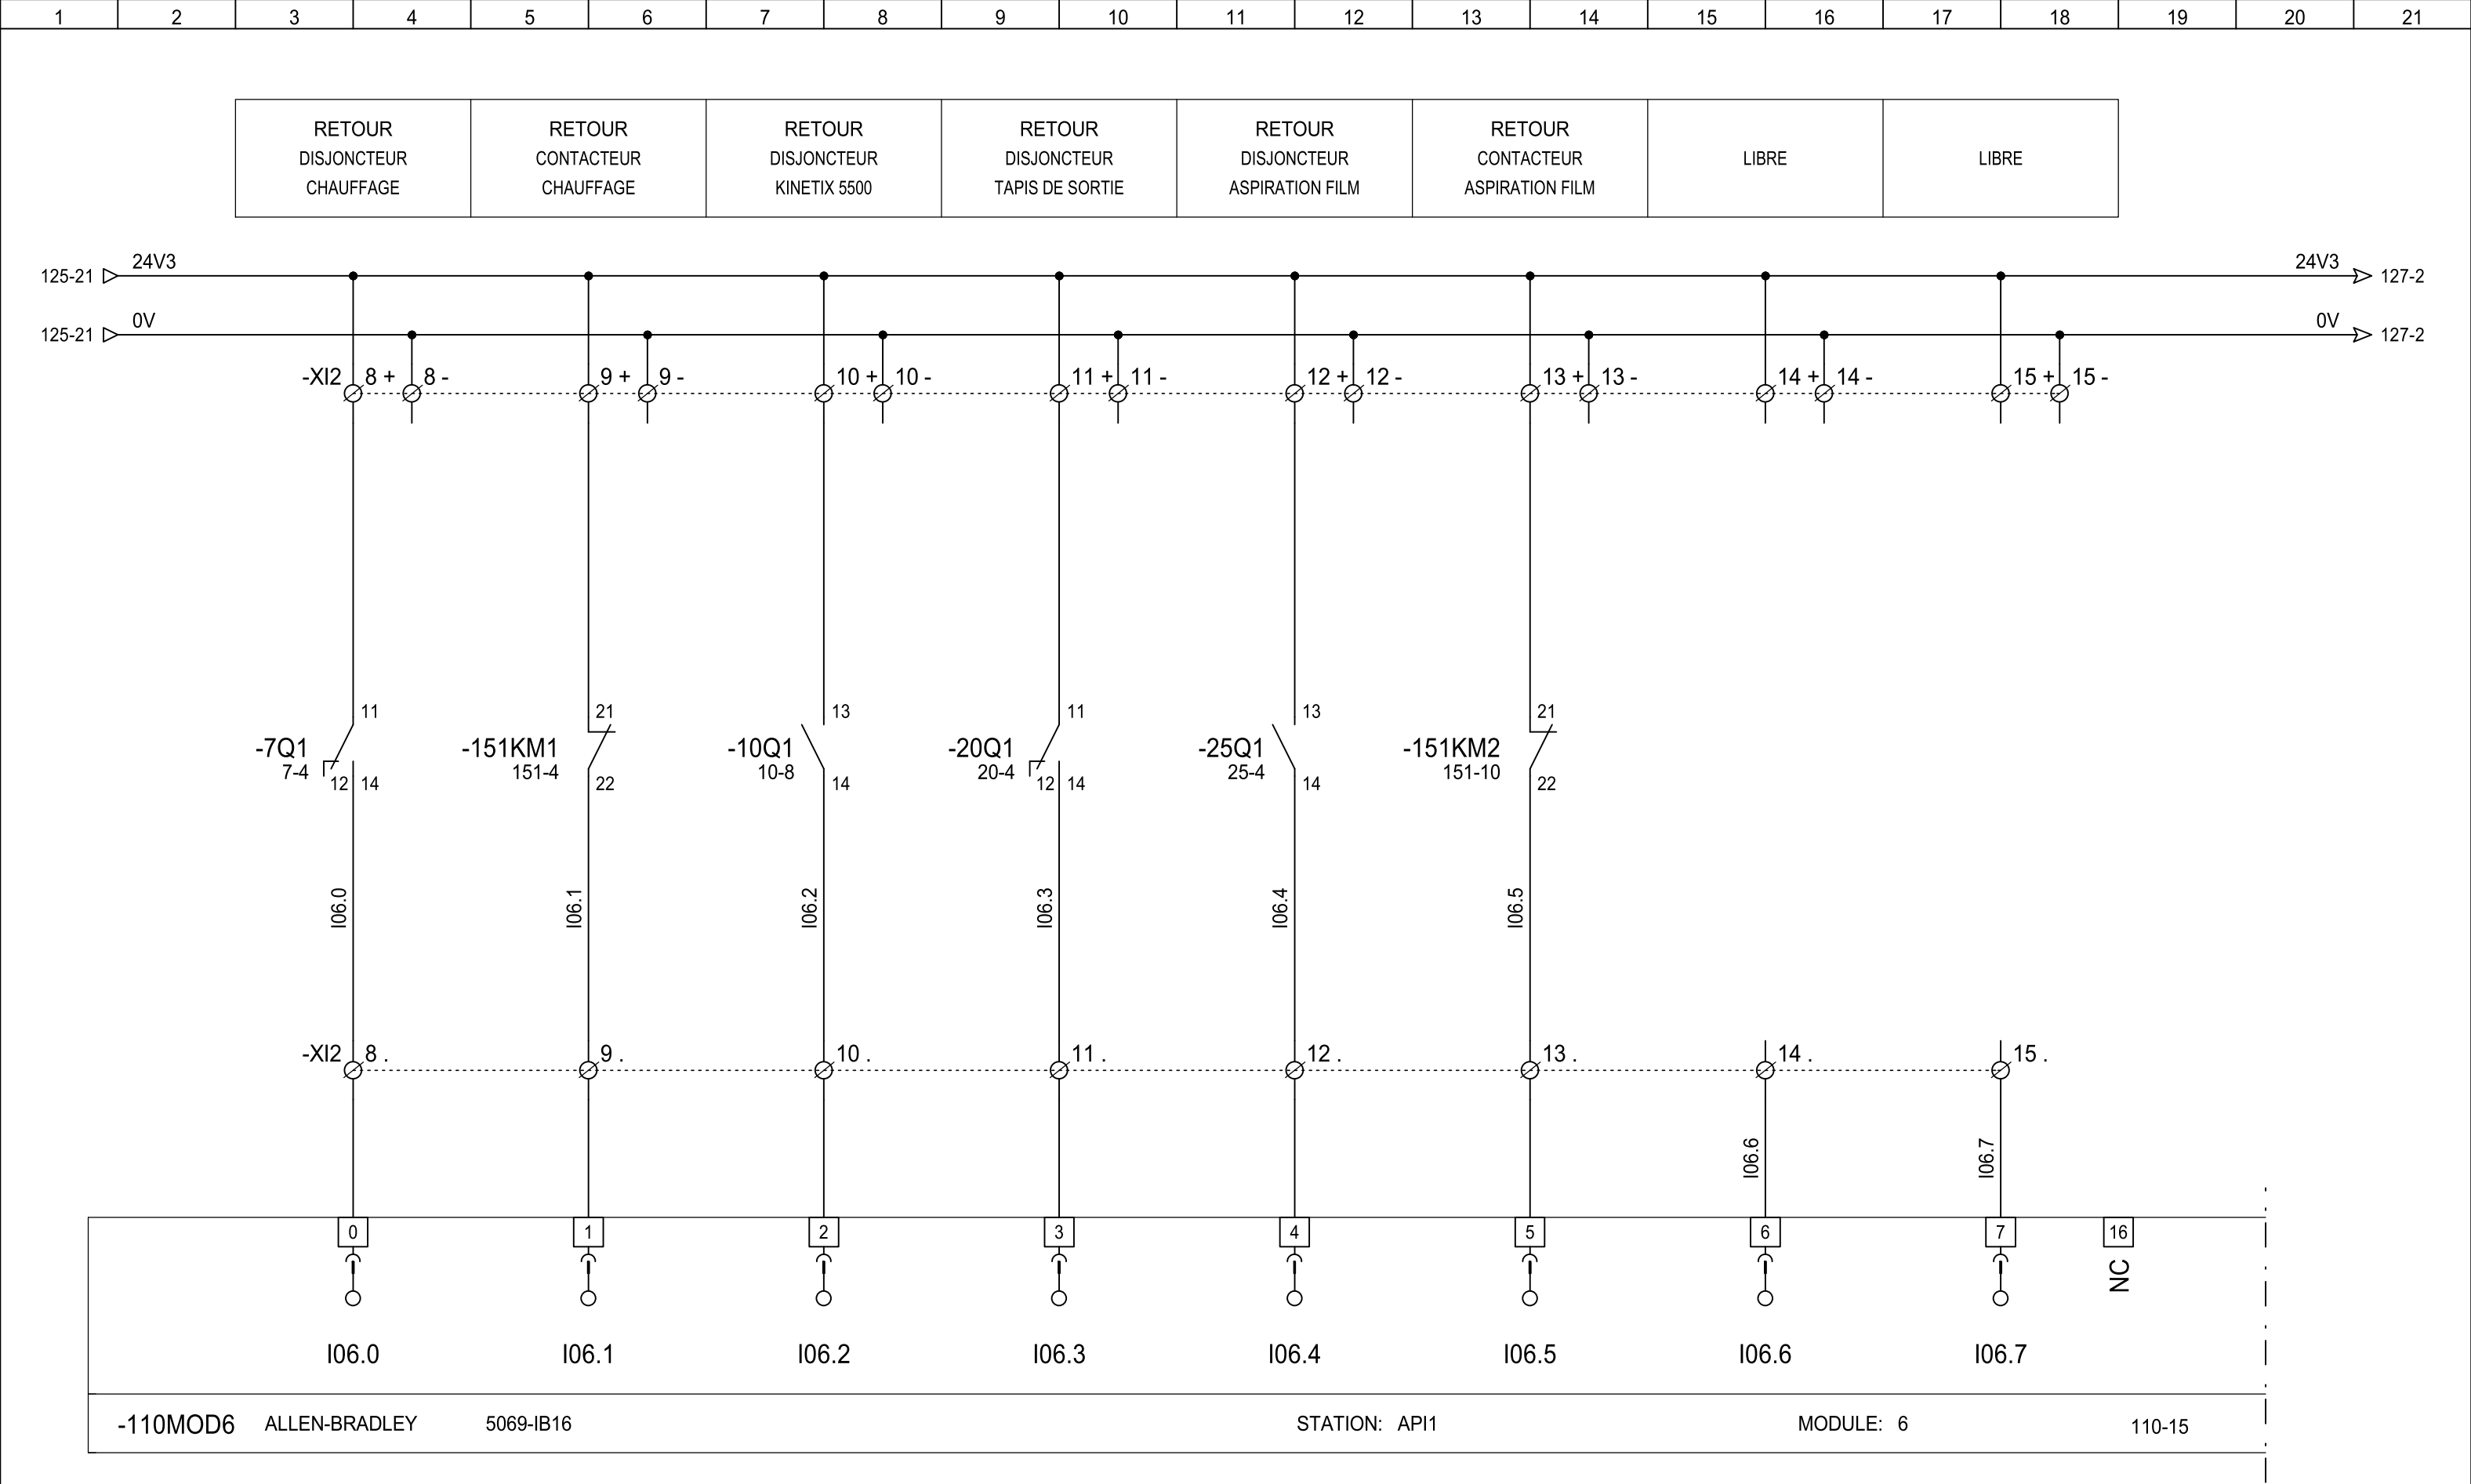 1 2 3 4 5 6 7 8 9 10 11 12 13 14 15 16 17 18 19 20 21
RETOUR DISJONCTEUR CHAUFFAGE
RETOUR CONTACTEUR CHAUFFAGE
RETOUR DISJONCTEUR KINETIX 5500
RETOUR DISJONCTEUR TAPIS DE SORTIE
RETOUR DISJONCTEUR ASPIRATION FILM
RETOUR CONTACTEUR ASPIRATION FILM
LIBRE
LIBRE
24V3 24V3
125-21 127-2
0V 0V
125-21 127-2
-XI2 8 + 8 - 9 + 9 - 10 + 10 - 11 + 11 - 12 + 12 - 13 + 13 - 14 + 14 - 15 + 15 -
11 21 13 11 13 21
-7Q1 -151KM1 -10Q1 -20Q1 -25Q1 -151KM2
7-4 151-4 10-8 20-4 25-4 151-10
12 14 22 14 12 14 14 22
I06.0 I06.1 I06.2 I06.3 I06.4 I06.5
-XI2 8 . 9 . 10 . 11 . 12 . 13 . 14 . 15 .
I06.6 I06.7
0 1 2 3 4 5 6 7 16
NC
I06.0 I06.1 I06.2 I06.3 I06.4 I06.5 I06.6 I06.7
-110MOD6 ALLEN-BRADLEY 5069-IB16 STATION: API1 MODULE: 6 110-15